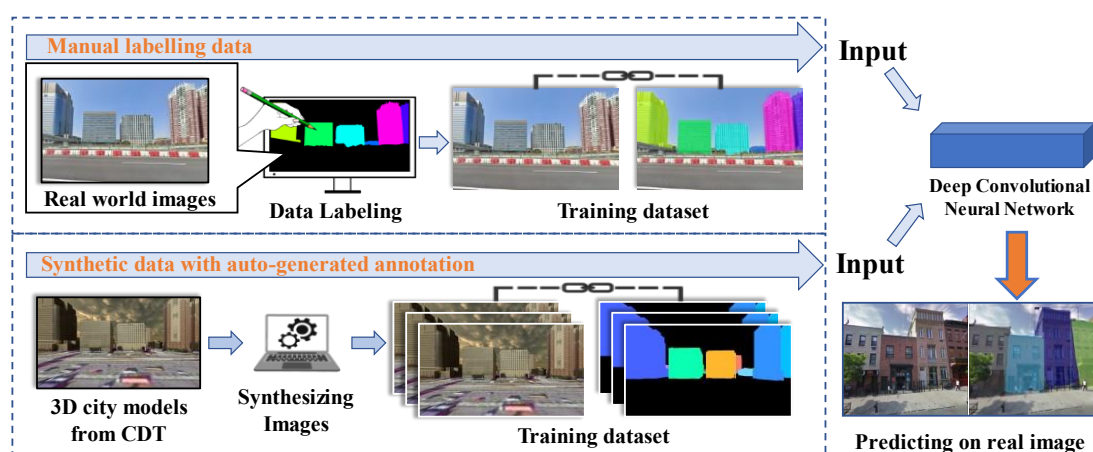 Manual labelling data
Input
Real world images
Data Labeling
Training dataset
Deep Convolutional
Neural Network
Synthetic data with auto-generated annotation
Input
3D city models
from CDT
Synthesizing
Images
Training dataset
Predicting on real image